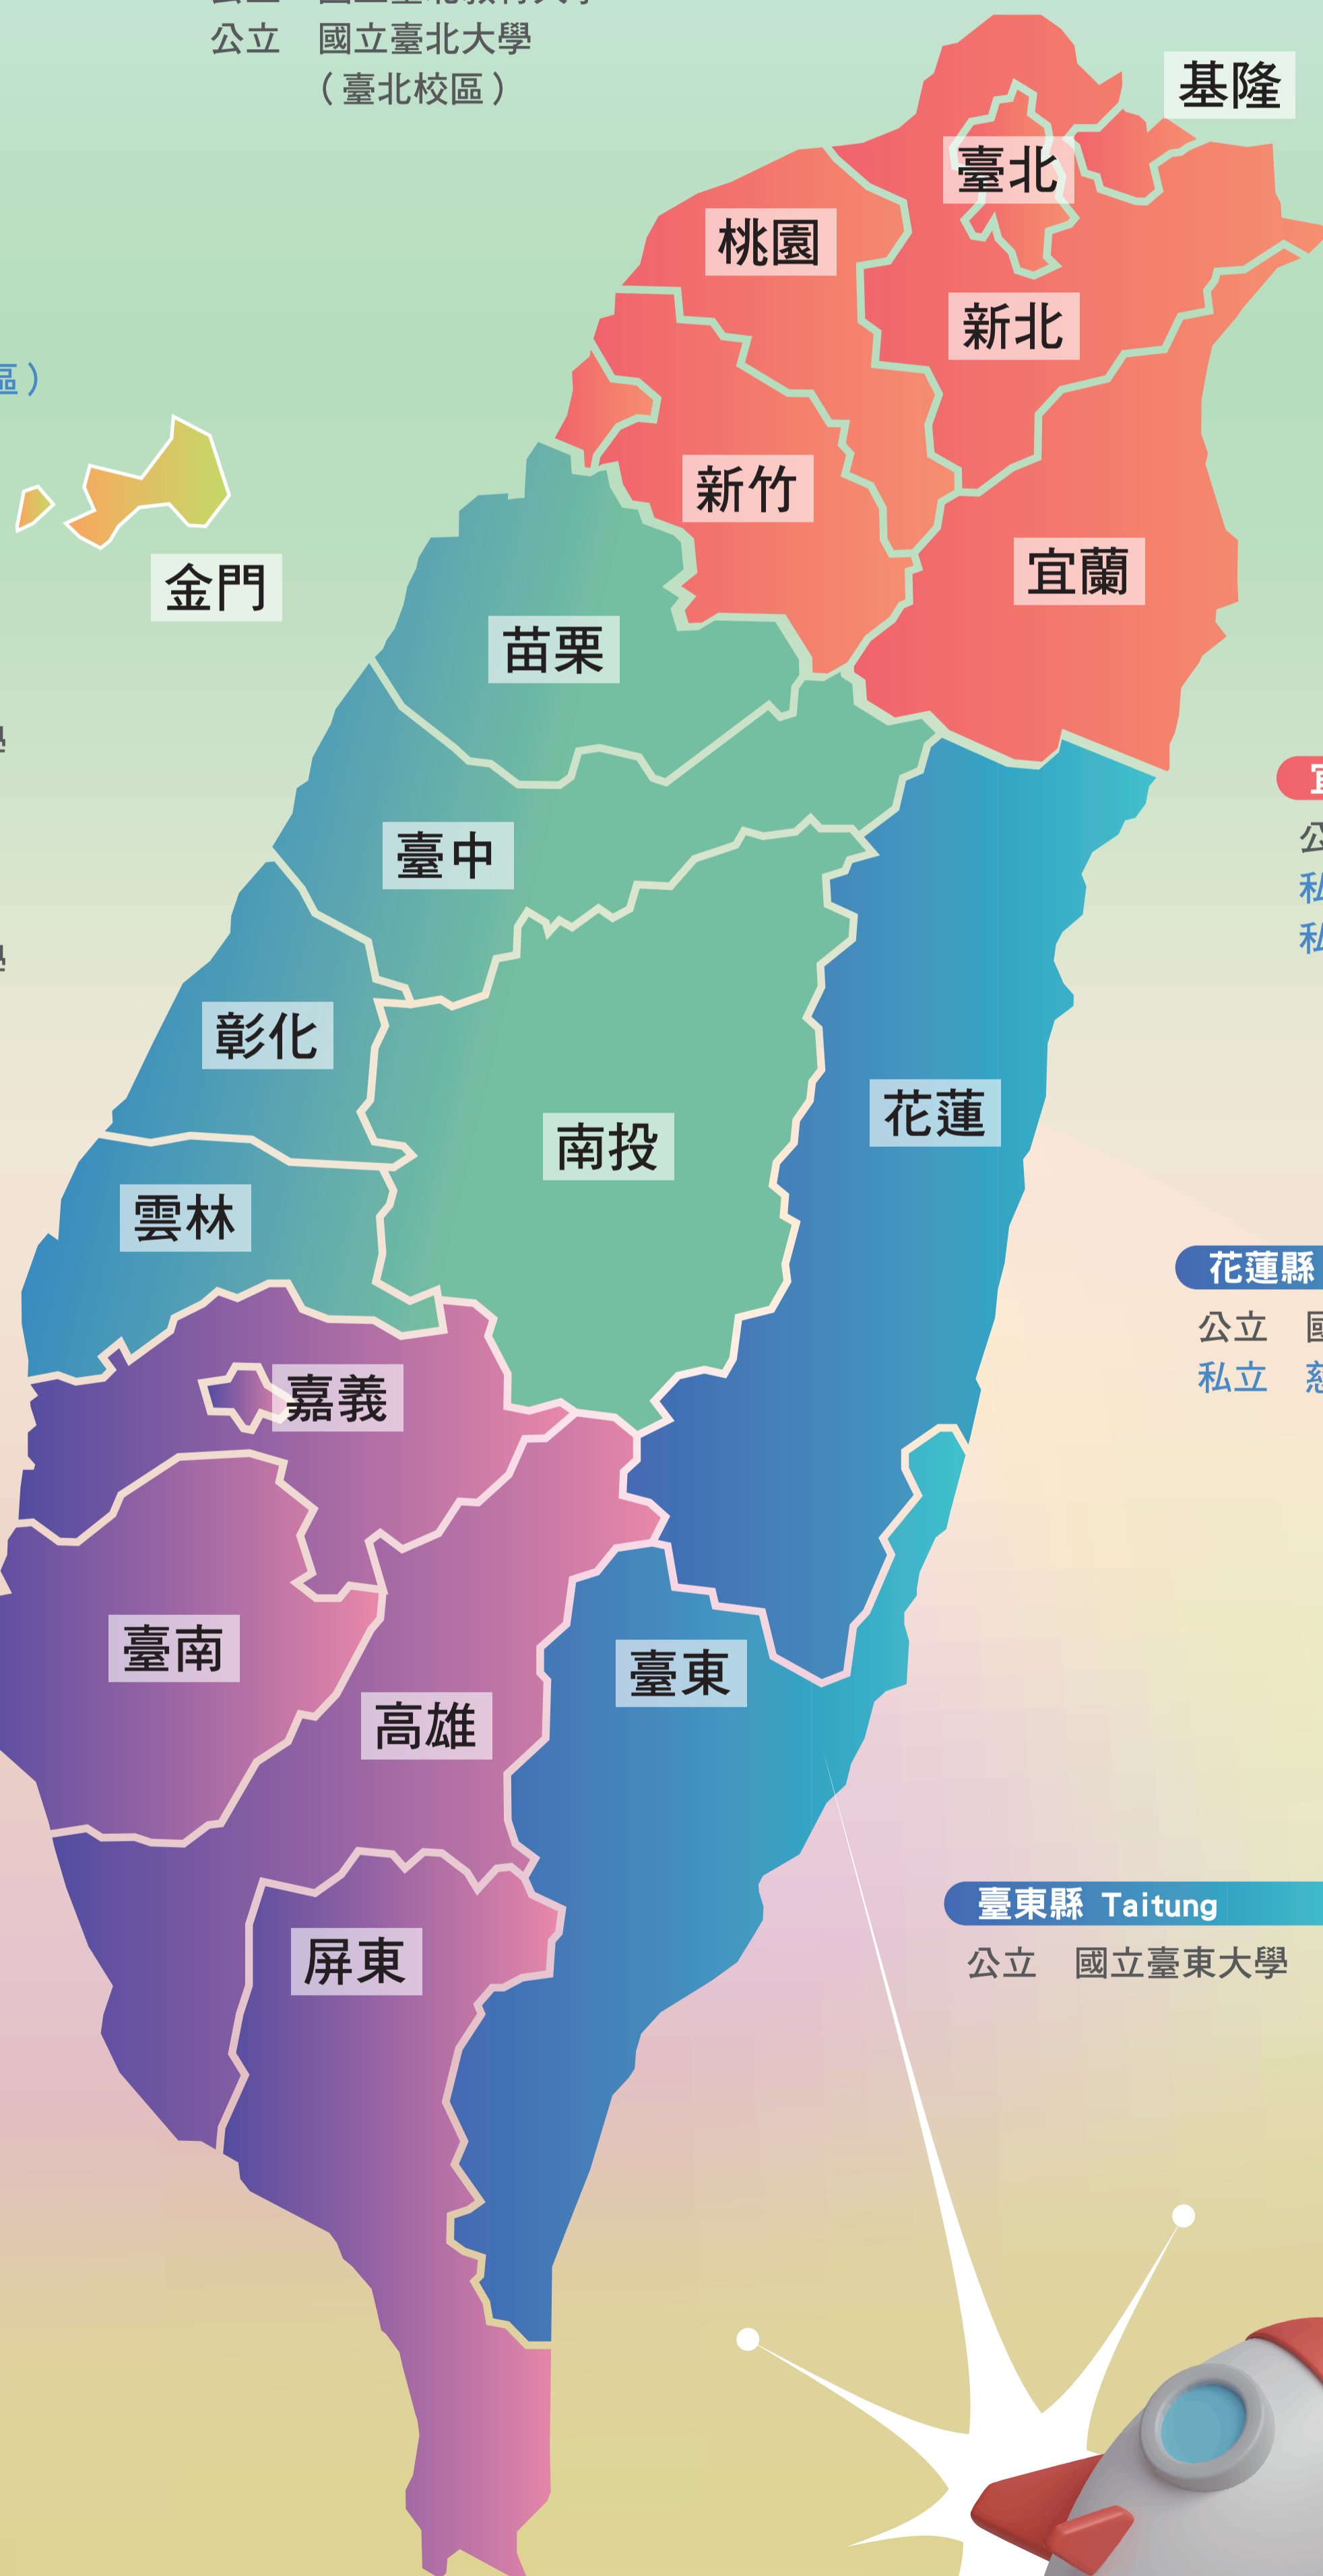 公立　國立臺北大學
（臺北校區）
基隆
臺北
桃園
新北
區）
新竹
宜蘭
金門
苗栗
臺中
彰化
花蓮
南投
雲林
花蓮縣
公立
私立
嘉義
臺南
臺東
高雄
臺東縣 Taitung
公立　國立臺東大學
屏東